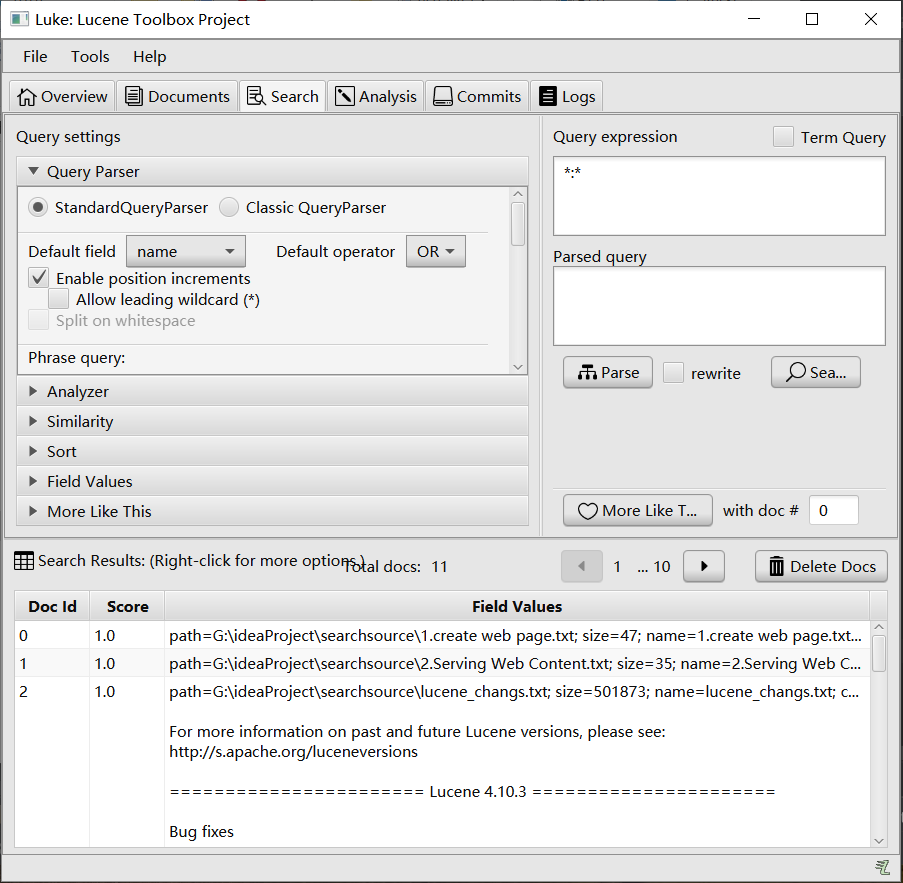 Luke: Lucene Toolbox Project
File Tools Help
Overview Documents Search Analysis Commits Logs
Query settings
Query Parser
StandardQueryParser Classic QueryParser
Default field name Default operator OR
Enable position increments
Allow leading wildcard (*)
Split on whitespace
Phrase query:
Analyzer
Similarity
Sort
Field Values
More Like This
Query expression Term Query
*:*
Parsed query
Parse rewrite Sea...
More Like T... with doc # 0
Search Results: (Right-click for more options.) Total docs: 11 1 ... 10 Delete Docs
Doc Id Score Field Values
0 1.0 path=G:\ideaProject\searchsource\1.create web page.txt; size=47; name=1.create web page.txt...
1 1.0 path=G:\ideaProject\searchsource\2.Serving Web Content.txt; size=35; name=2.Serving Web C...
2 1.0 path=G:\ideaProject\searchsource\lucene_changs.txt; size=501873; name=lucene_changs.txt; c...
For more information on past and future Lucene versions, please see:
http://s.apache.org/luceneversions
======================= Lucene 4.10.3 ======================
Bug fixes